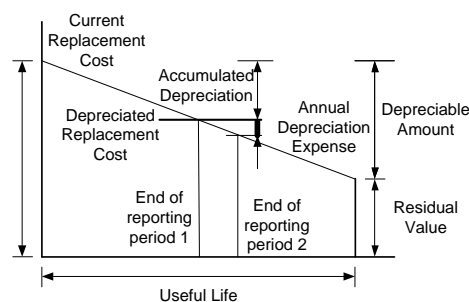 Current
Replacement
Cost
Accumulated
Depreciation
Depreciated
Replacement
Cost
Annual
Depreciation
Expense
Depreciable
Amount
End of
reporting
period 1
End of
reporting
period 2
Residual
Value
Useful Life